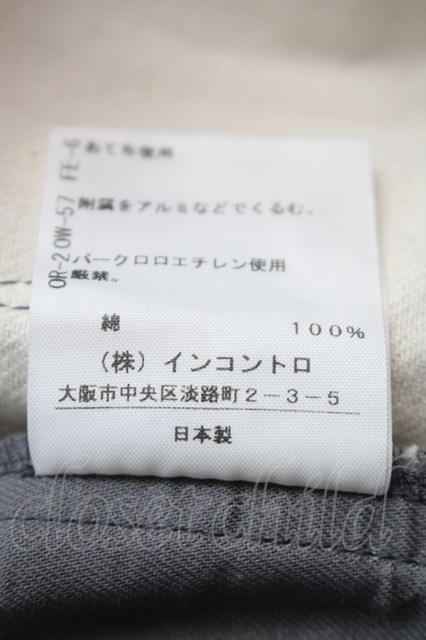 あて布使用
附属をアルミなどでくるむ。
パークロロエチレン使用
厳禁。
綿 100%
(株)インコントロ
大阪市中央区淡路町2-3-5
日本製
OR-20W-57 FE-6
closet child